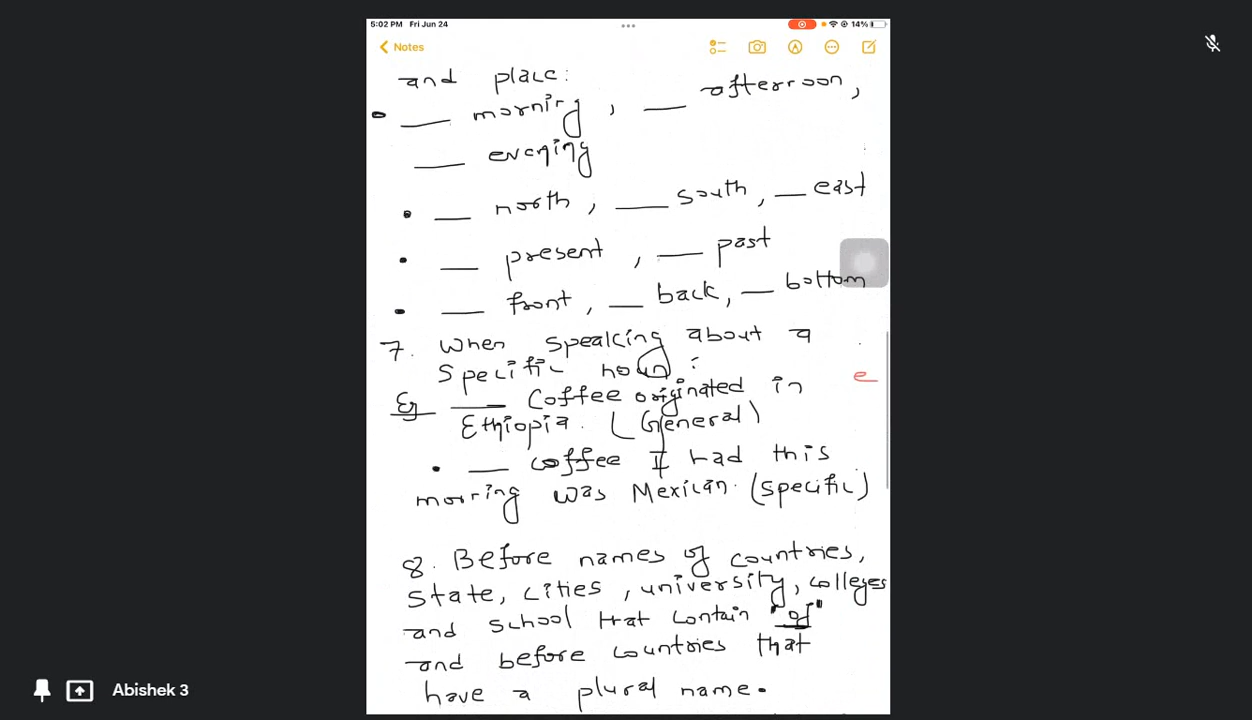 5:02 PM Fri Jun 24
14%
Notes
and place:
• ___ morning, ___ afternoon,
___ evening
• ___ north, ___ south, ___ east
• ___ present, ___ past
• ___ front, ___ back, ___ bottom
7. When speaking about a
specific noun:
Eg ___ Coffee originated in
Ethiopia. (General)
e
• ___ coffee I had this
morning was Mexican. (specific)
8. Before names of countries,
state, cities, university, colleges
and school that contain "of"
and before countries that
have a plural name.
Abishek 3